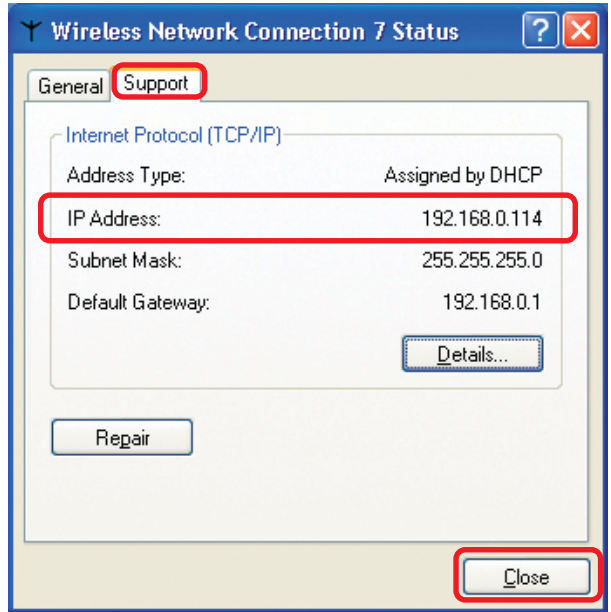 Wireless Network Connection 7 Status
General Support
Internet Protocol (TCP/IP)
Address Type: Assigned by DHCP
IP Address: 192.168.0.114
Subnet Mask: 255.255.255.0
Default Gateway: 192.168.0.1
Details...
Repair
Close